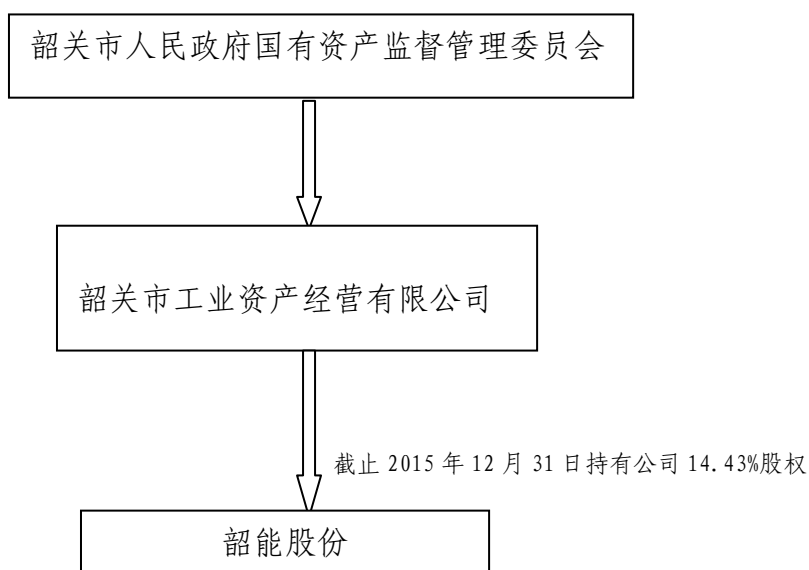 韶关市人民政府国有资产监督管理委员会
韶关市工业资产经营有限公司
截止 2015 年 12 月 31 日持有公司 14.43%股权
韶能股份